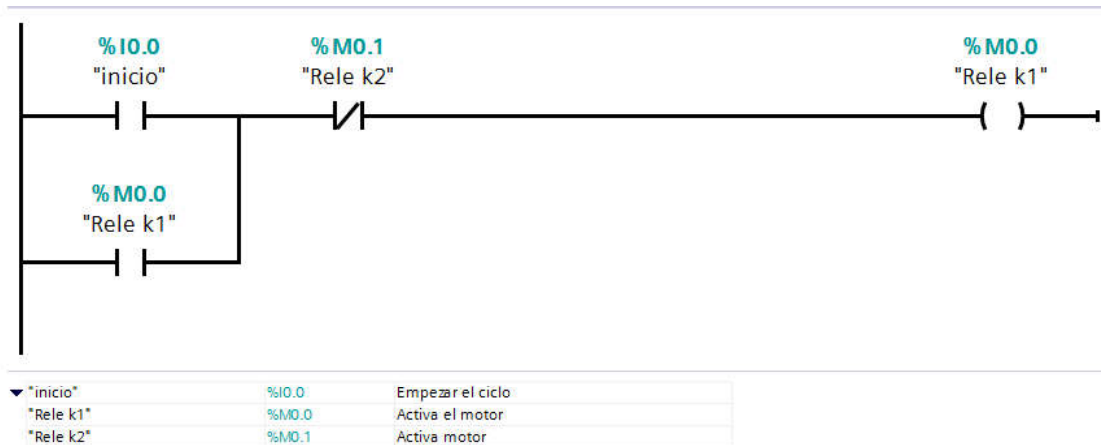 %I0.0 %M0.1 %M0.0
"inicio" "Rele k2" "Rele k1"
%M0.0
"Rele k1"
"inicio" %I0.0 Empezar el ciclo
"Rele k1" %M0.0 Activa el motor
"Rele k2" %M0.1 Activa motor